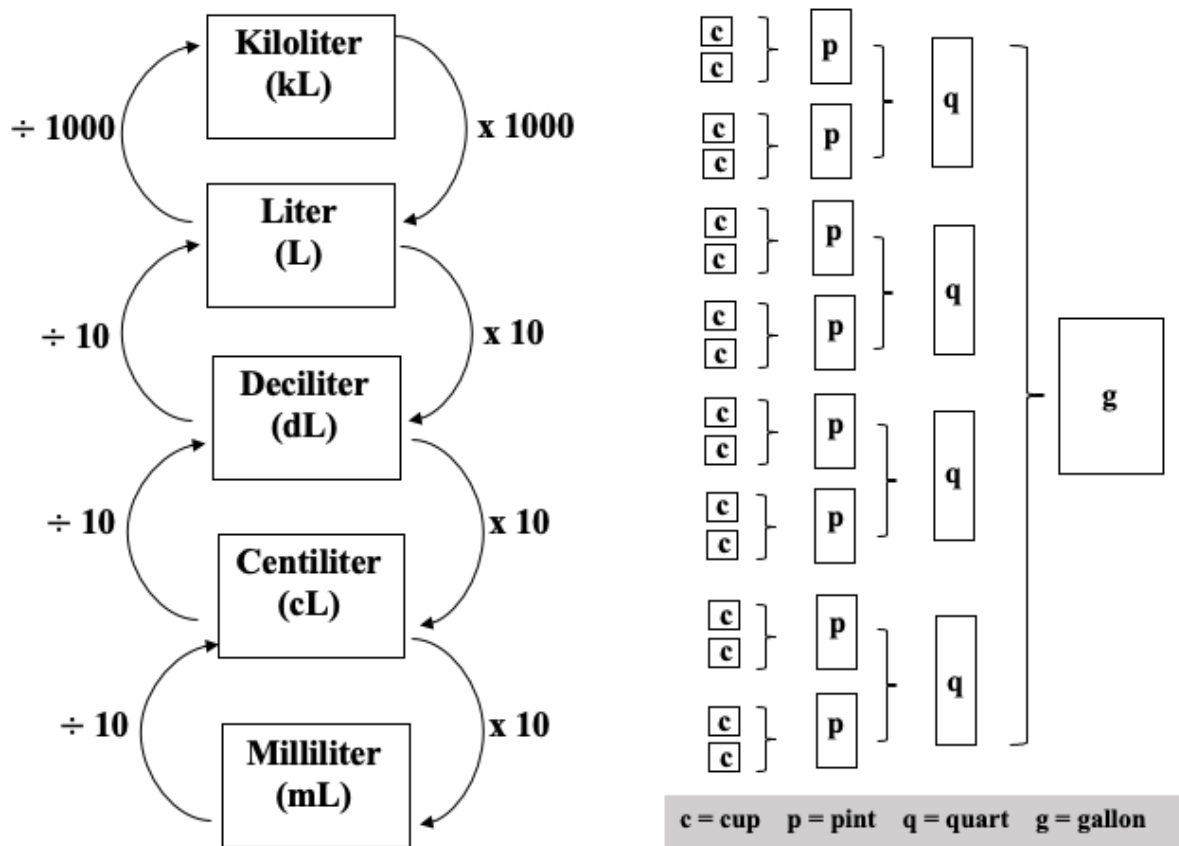 Kiloliter
(kL)
÷ 1000
x 1000
Liter
(L)
÷ 10
x 10
Deciliter
(dL)
÷ 10
x 10
Centiliter
(cL)
÷ 10
x 10
Milliliter
(mL)
c
c
p
c
c
p
q
c
c
p
c
c
p
q
c
c
p
c
c
p
q
c
c
p
c
c
p
q
g
c = cup p = pint q = quart g = gallon